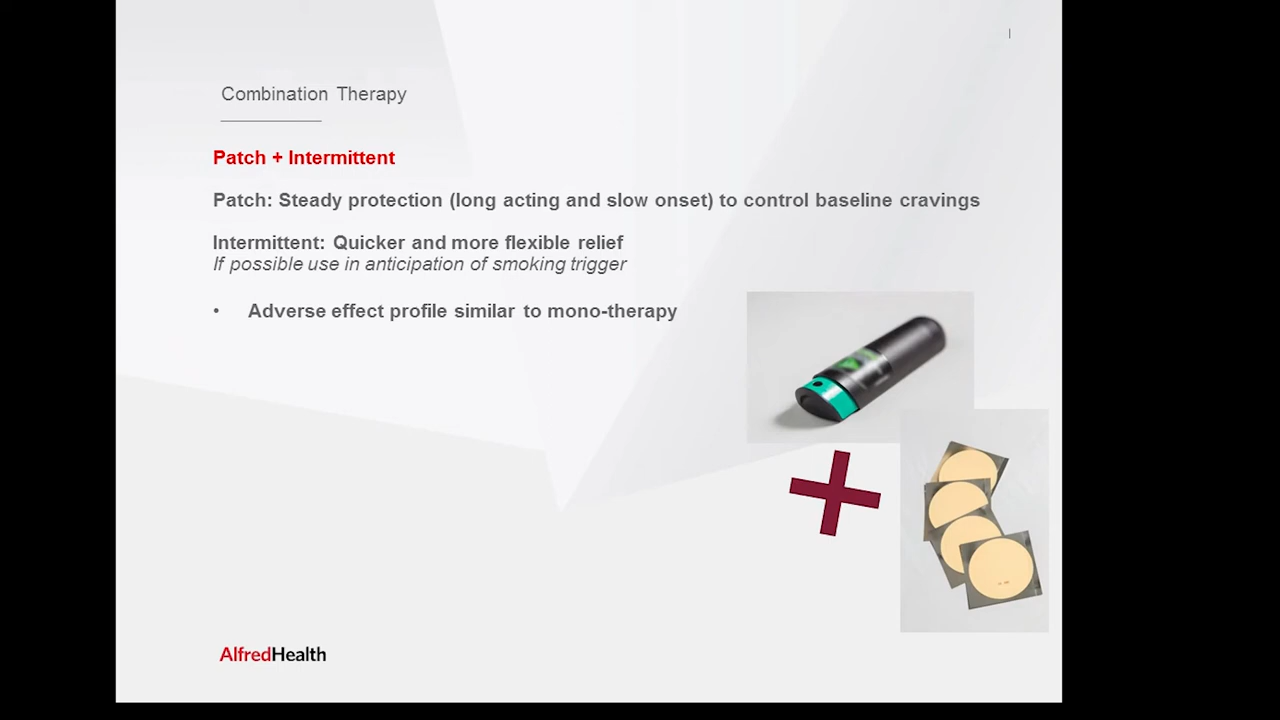 Combination Therapy
Patch + Intermittent
Patch: Steady protection (long acting and slow onset) to control baseline cravings
Intermittent: Quicker and more flexible relief
If possible use in anticipation of smoking trigger
• Adverse effect profile similar to mono-therapy
AlfredHealth